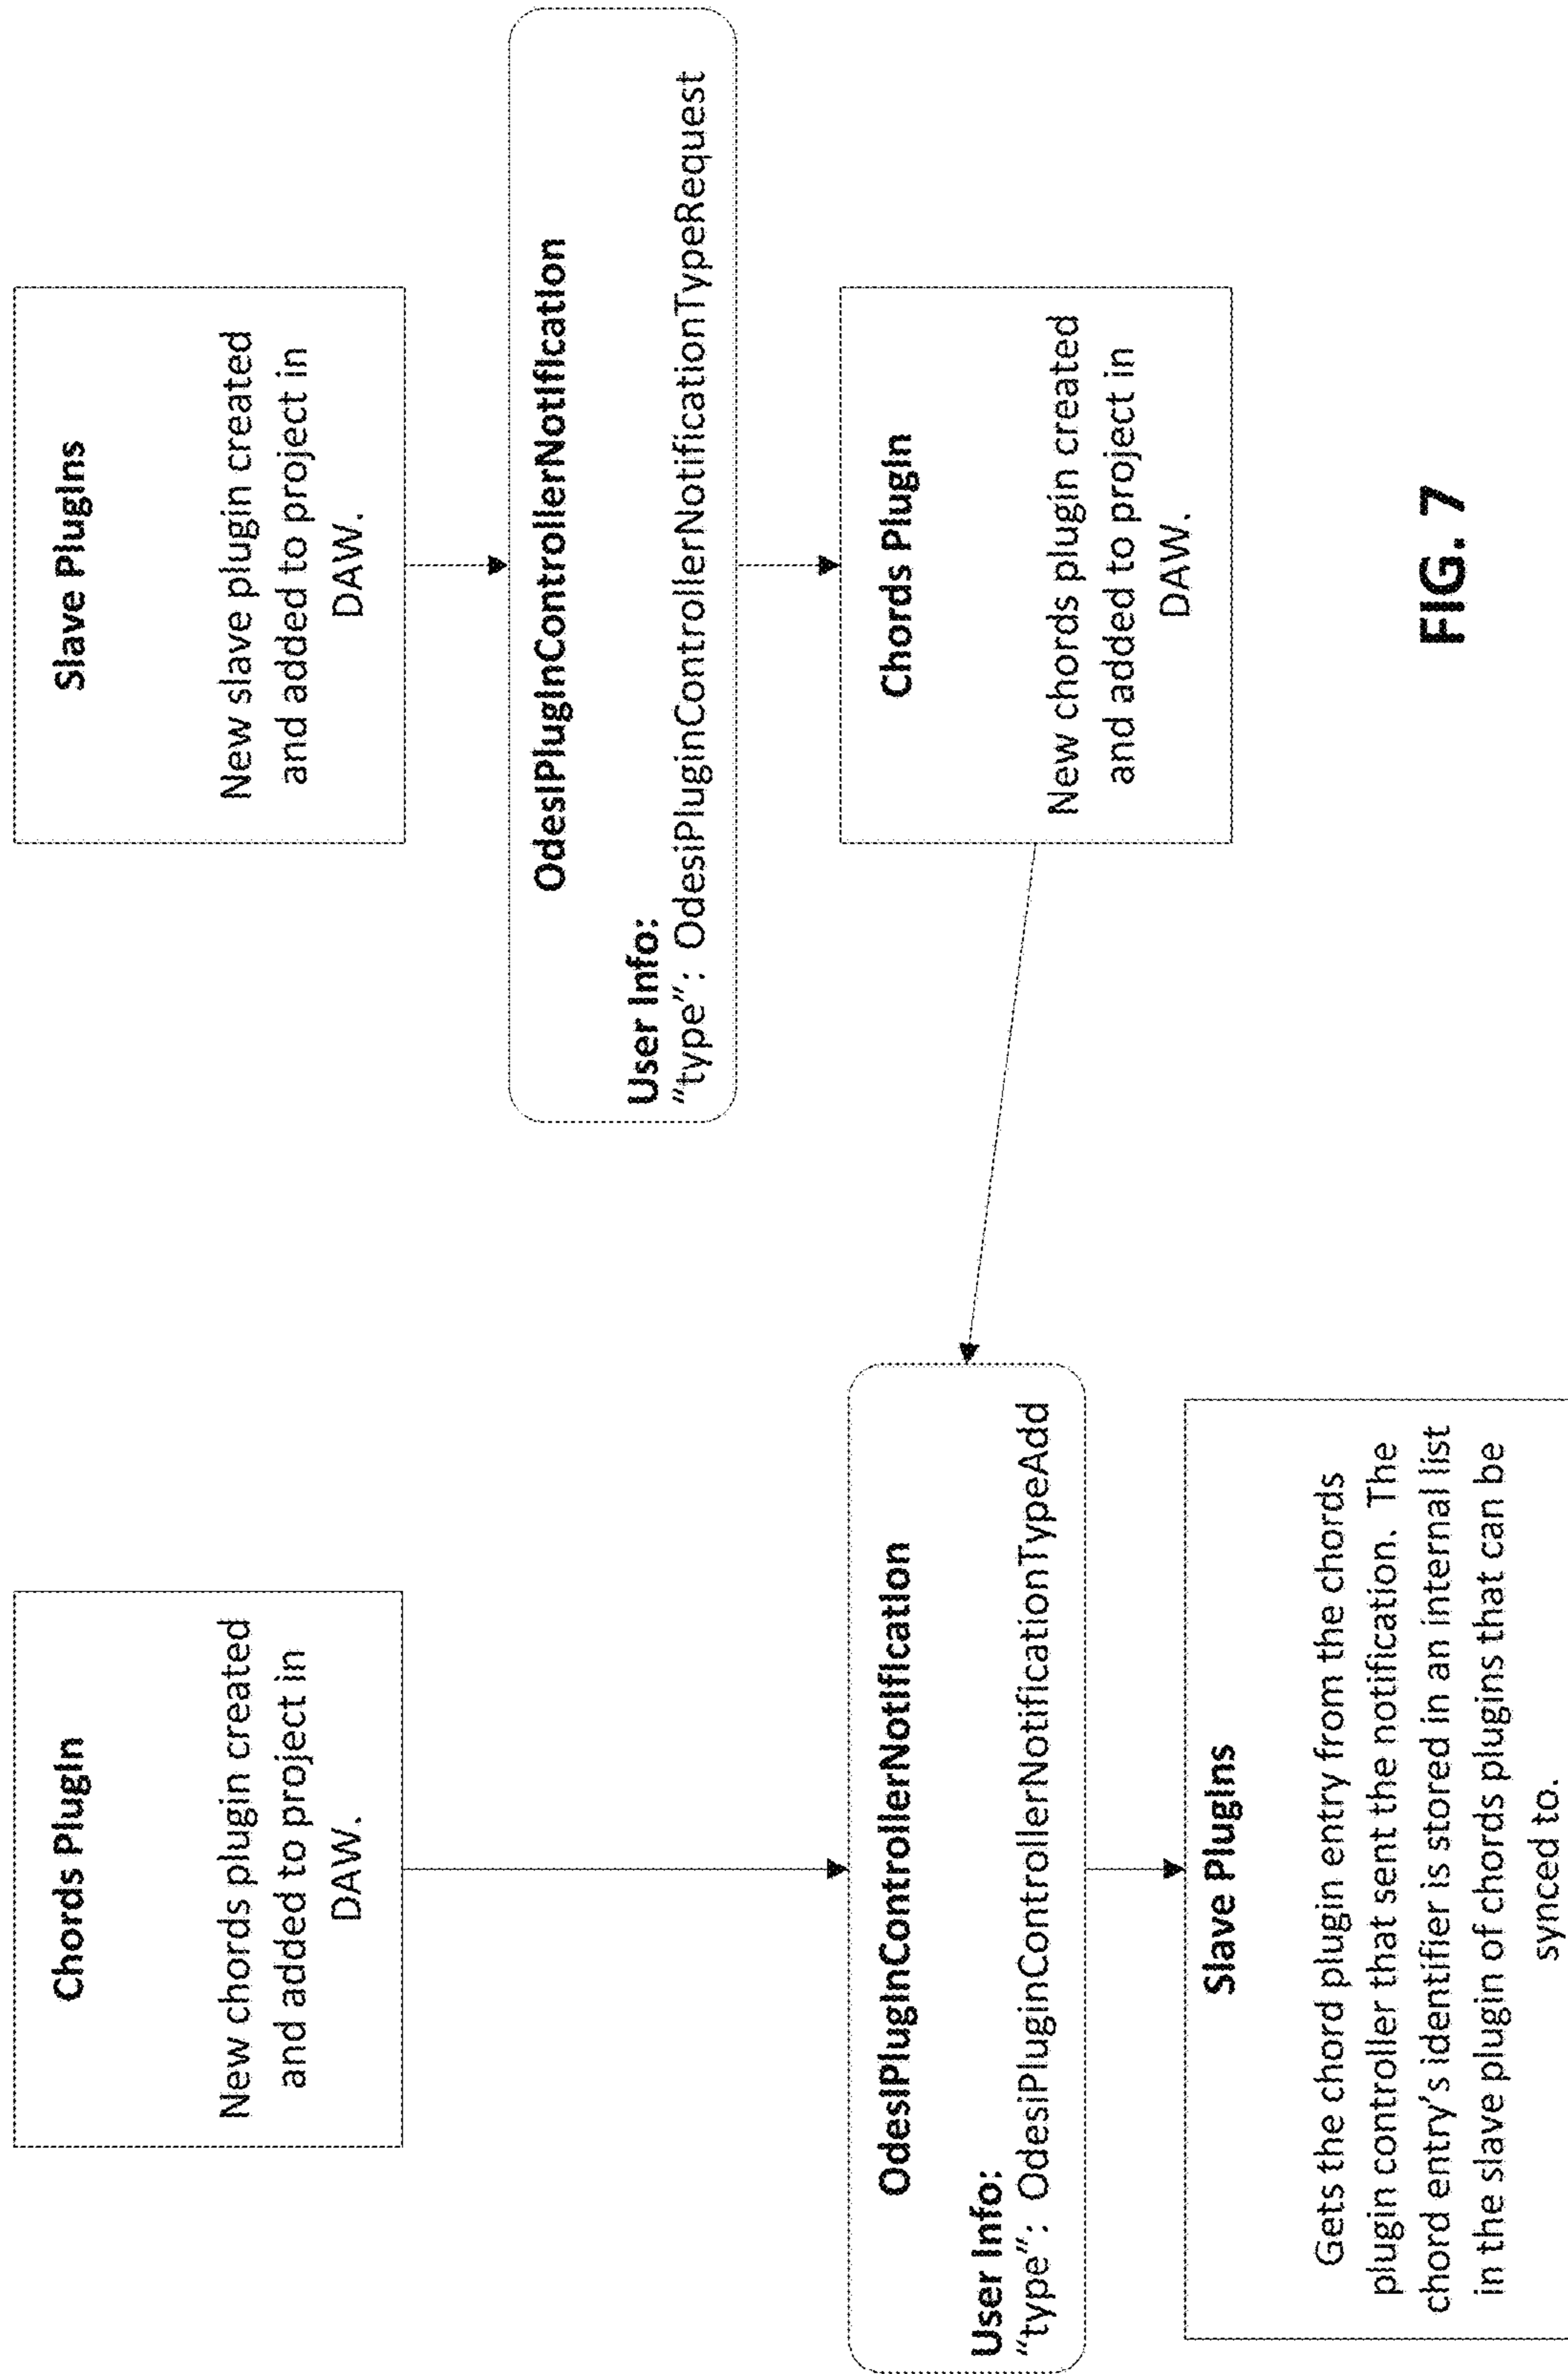 Chords Plugin
New chords plugin created
and added to project in
DAW.
OdesiPluginControllerNotification
User Info:
"type": OdesiPluginControllerNotificationTypeAdd
Slave Plugins
Gets the chord plugin entry from the chords
plugin controller that sent the notification. The
chord entry's identifier is stored in an internal list
in the slave plugin of chords plugins that can be
synced to.
Slave Plugins
New slave plugin created
and added to project in
DAW.
OdesiPluginControllerNotification
User Info:
"type": OdesiPluginControllerNotificationTypeRequest
Chords Plugin
New chords plugin created
and added to project in
DAW.
FIG. 7